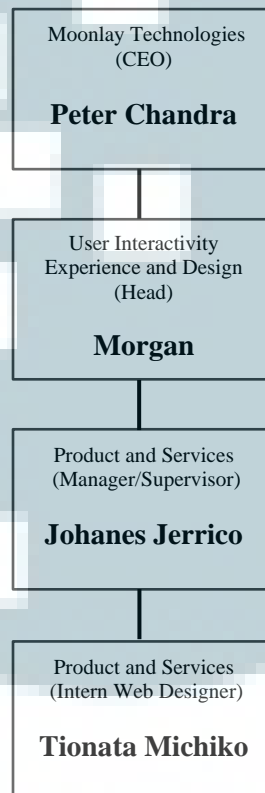 Moonlay Technologies
(CEO)
Peter Chandra
User Interactivity
Experience and Design
(Head)
Morgan
Product and Services
(Manager/Supervisor)
Johanes Jerrico
Product and Services
(Intern Web Designer)
Tionata Michiko